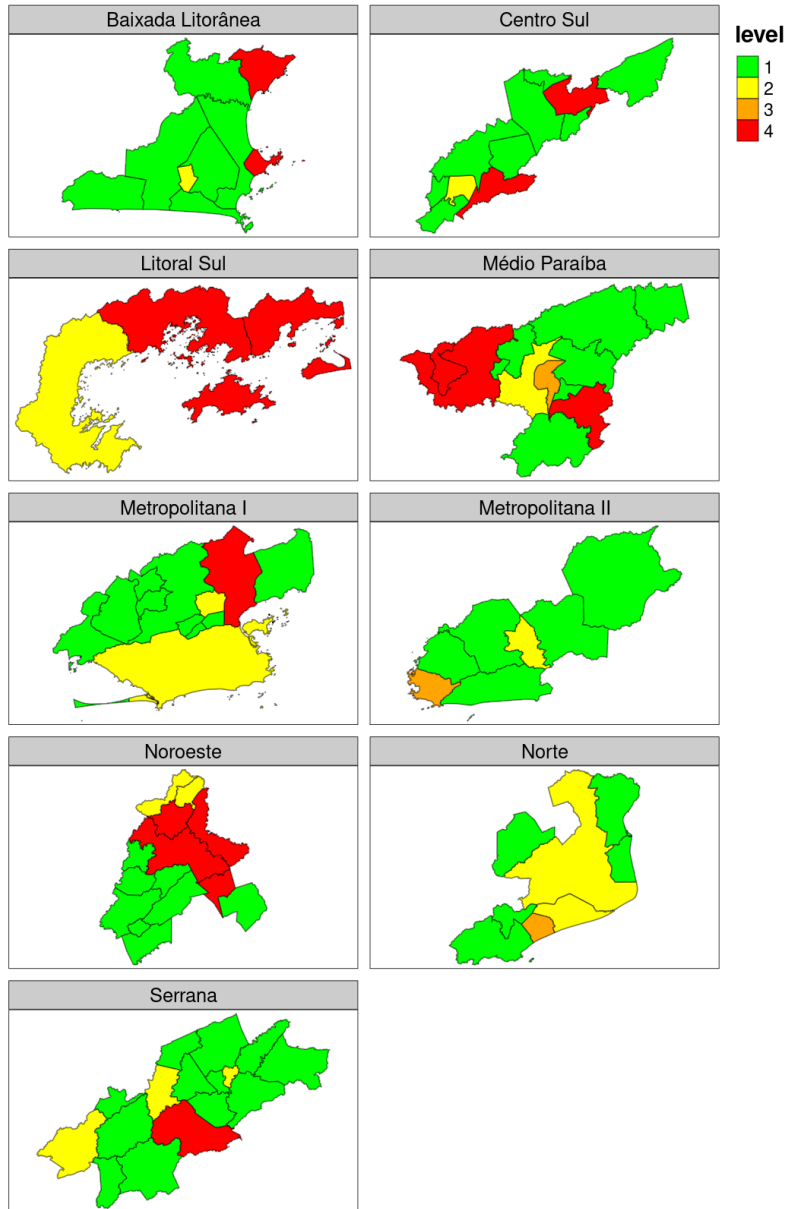 Baixada Litorânea
Centro Sul
level
1
2
3
4
Litoral Sul
Médio Paraíba
Metropolitana I
Metropolitana II
Noroeste
Norte
Serrana